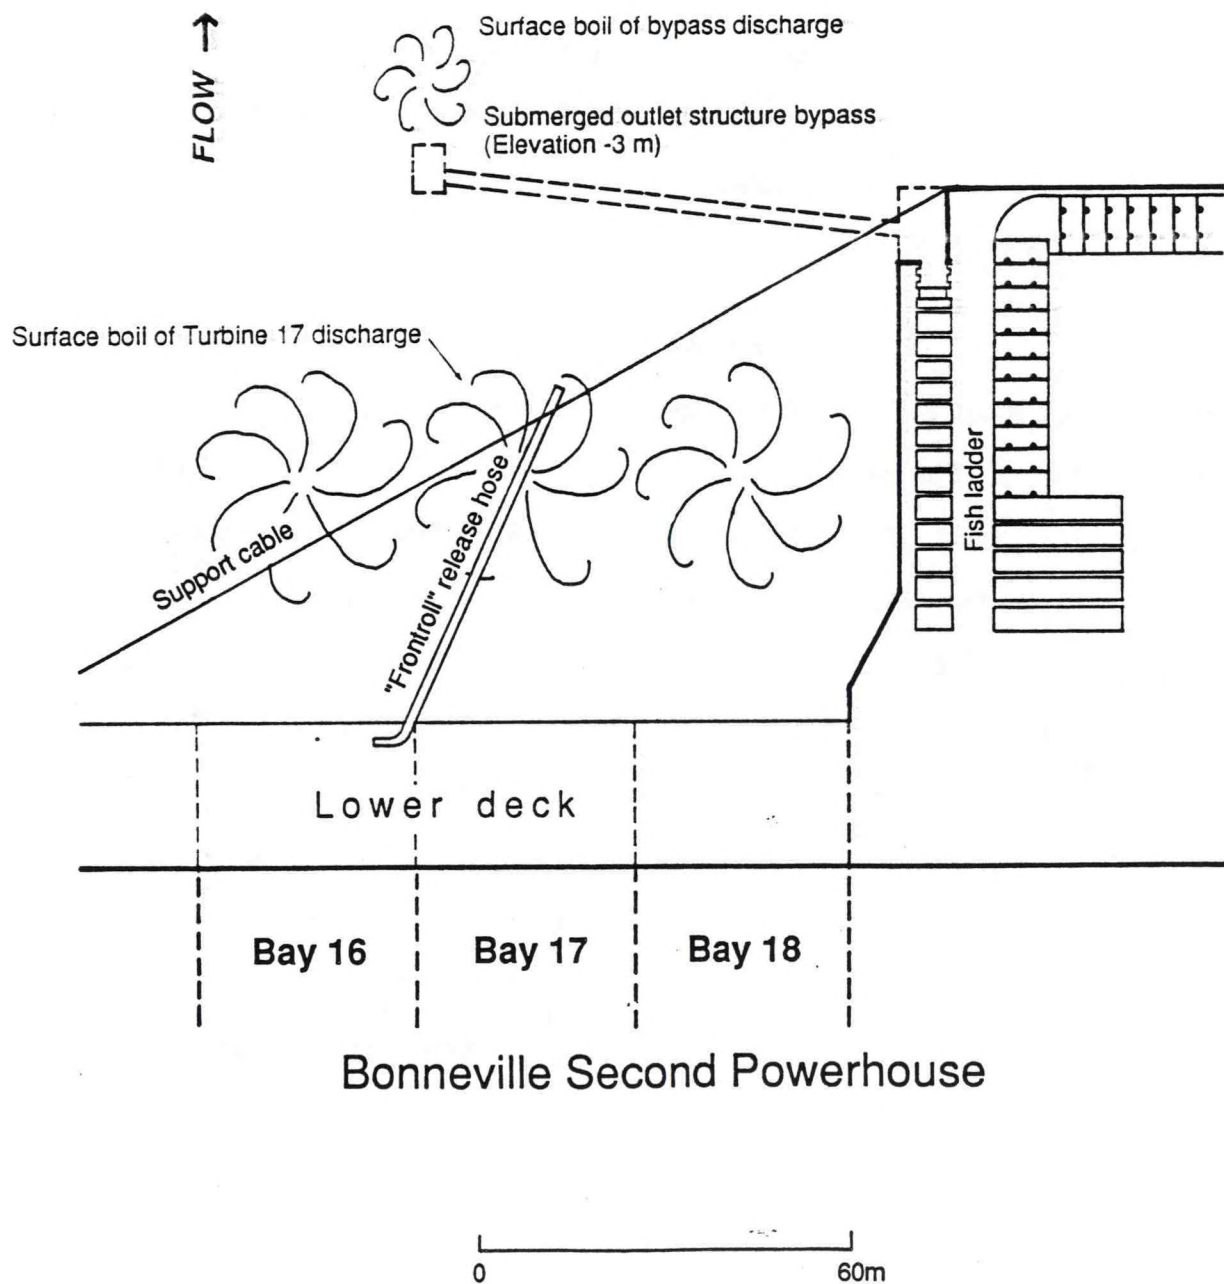 FLOW →
Surface boil of bypass discharge
Submerged outlet structure bypass
(Elevation -3 m)
Surface boil of Turbine 17 discharge
Support cable
"Frontroll" release hose
Fish ladder
Lower deck
Bay 16
Bay 17
Bay 18
Bonneville Second Powerhouse
0
60m